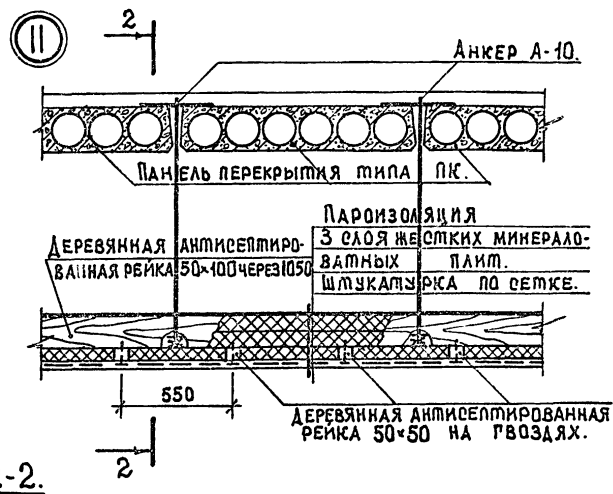 11
2
АНКЕР А-10.
ПАНЕЛЬ ПЕРЕКРЫТИЯ ТИПА ПК.
ПАРОИЗОЛЯЦИЯ
3 СЛОЯ ЖЕСТКИХ МИНЕРАЛО-
ВАТНЫХ ПЛИТ.
ШТУКАТУРКА ПО СЕТКЕ.
ДЕРЕВЯННАЯ АНТИСЕПТИРО-
ВАННАЯ РЕЙКА 50×100 ЧЕРЕЗ 1050
550
ДЕРЕВЯННАЯ АНТИСЕПТИРОВАННАЯ
РЕЙКА 50×50 НА ГВОЗДЯХ.
2
-2.